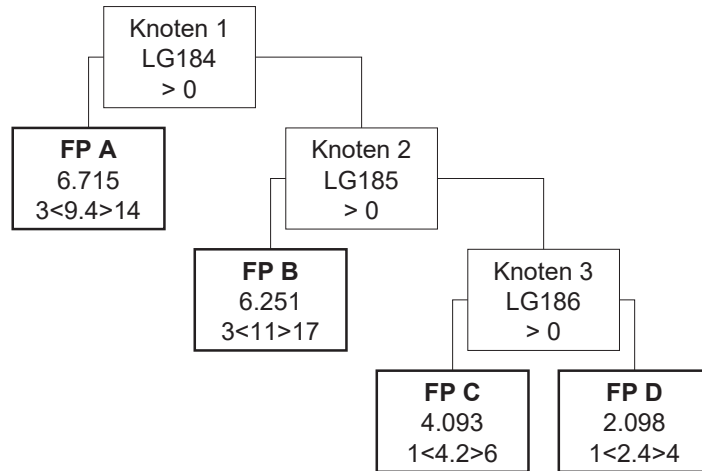 Knoten 1
LG184
> 0
FP A
6.715
3<9.4>14
Knoten 2
LG185
> 0
FP B
6.251
3<11>17
Knoten 3
LG186
> 0
FP C
4.093
1<4.2>6
FP D
2.098
1<2.4>4